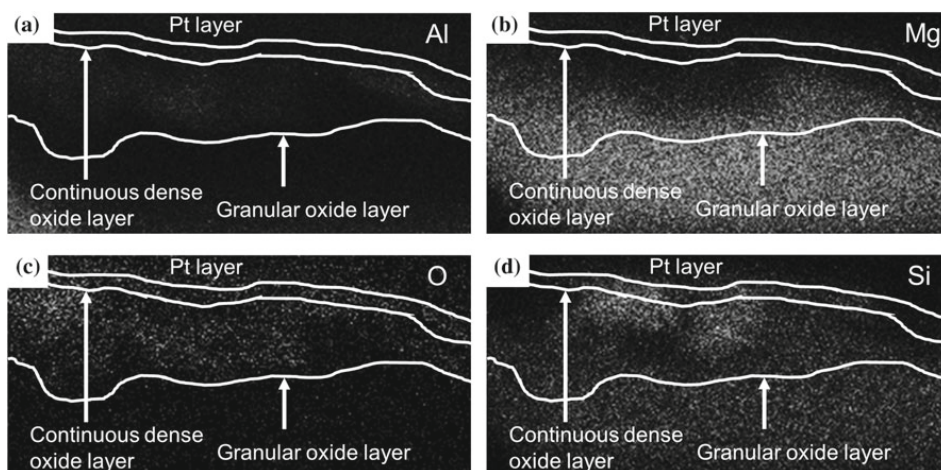 (a)
Pt layer
Al
Continuous dense
oxide layer
Granular oxide layer
(b)
Pt layer
Mg
Continuous dense
oxide layer
Granular oxide layer
(c)
Pt layer
O
Continuous dense
oxide layer
Granular oxide layer
(d)
Pt layer
Si
Continuous dense
oxide layer
Granular oxide layer